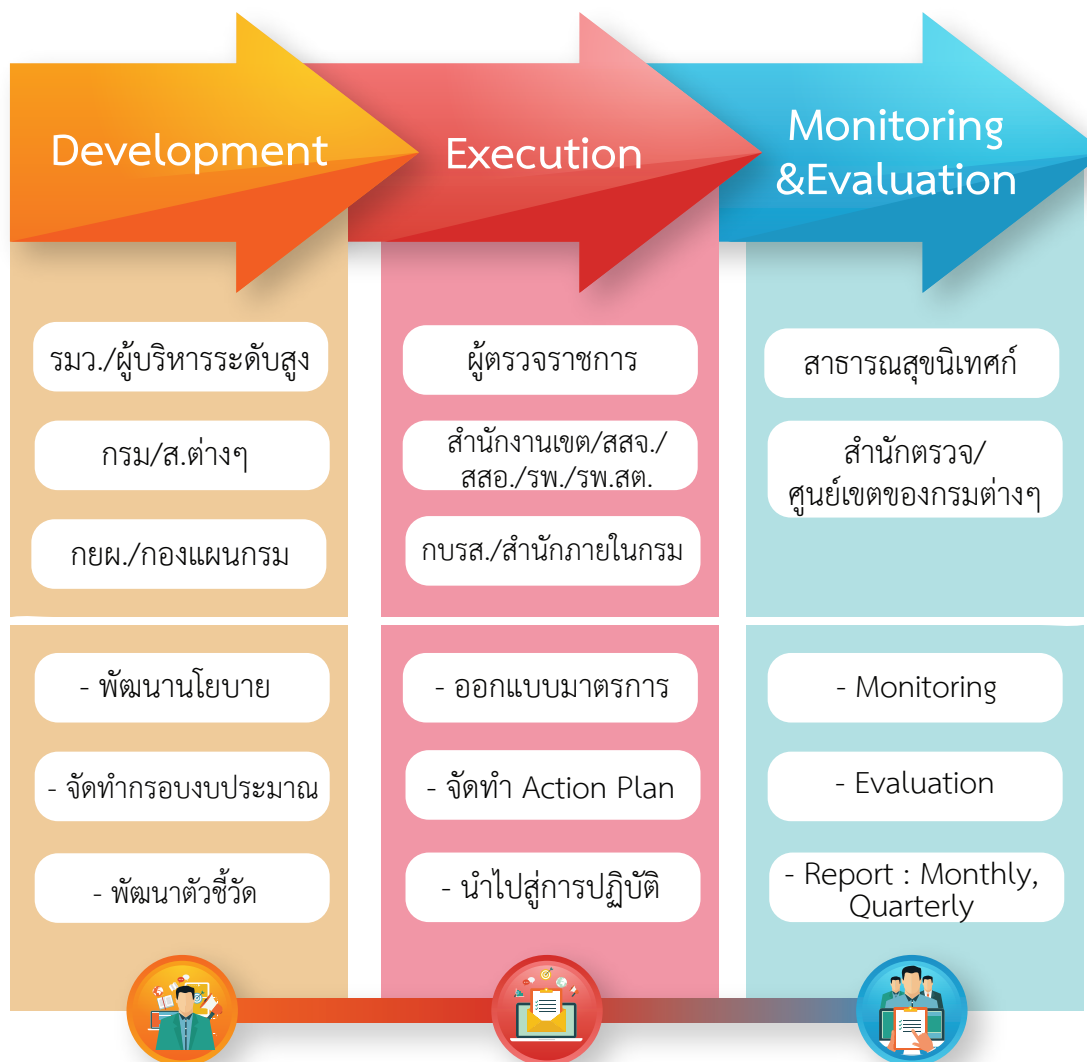 Development
Execution
Monitoring
&Evaluation
รมว./ผู้บริหารระดับสูง
กรม/ส.ต่างๆ
กยผ./กองแผนกรม
ผู้ตรวจราชการ
สำนักงานเขต/สสจ./
สสอ./รพ./รพ.สต.
กบรส./สำนักภายในกรม
สาธารณสุขนิเทศก์
สำนักตรวจ/
ศูนย์เขตของกรมต่างๆ
- พัฒนานโยบาย
- จัดทำกรอบงบประมาณ
- พัฒนาตัวชี้วัด
- ออกแบบมาตรการ
- จัดทำ Action Plan
- นำไปสู่การปฏิบัติ
- Monitoring
- Evaluation
- Report : Monthly,
Quarterly